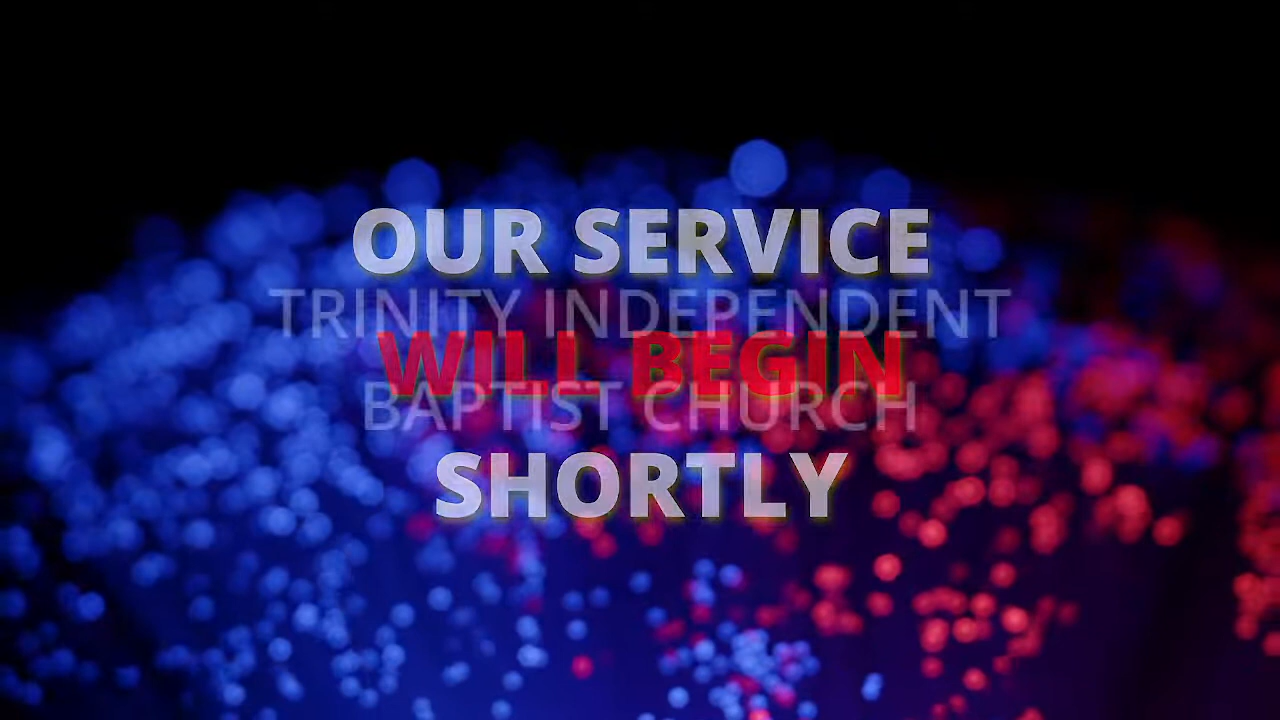 OUR SERVICE
TRINITY INDEPENDENT
WILL BEGIN
BAPTIST CHURCH
SHORTLY